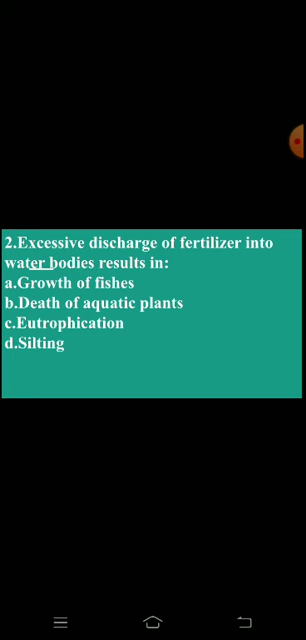 2.Excessive discharge of fertilizer into
water bodies results in:
a.Growth of fishes
b.Death of aquatic plants
c.Eutrophication
d.Silting